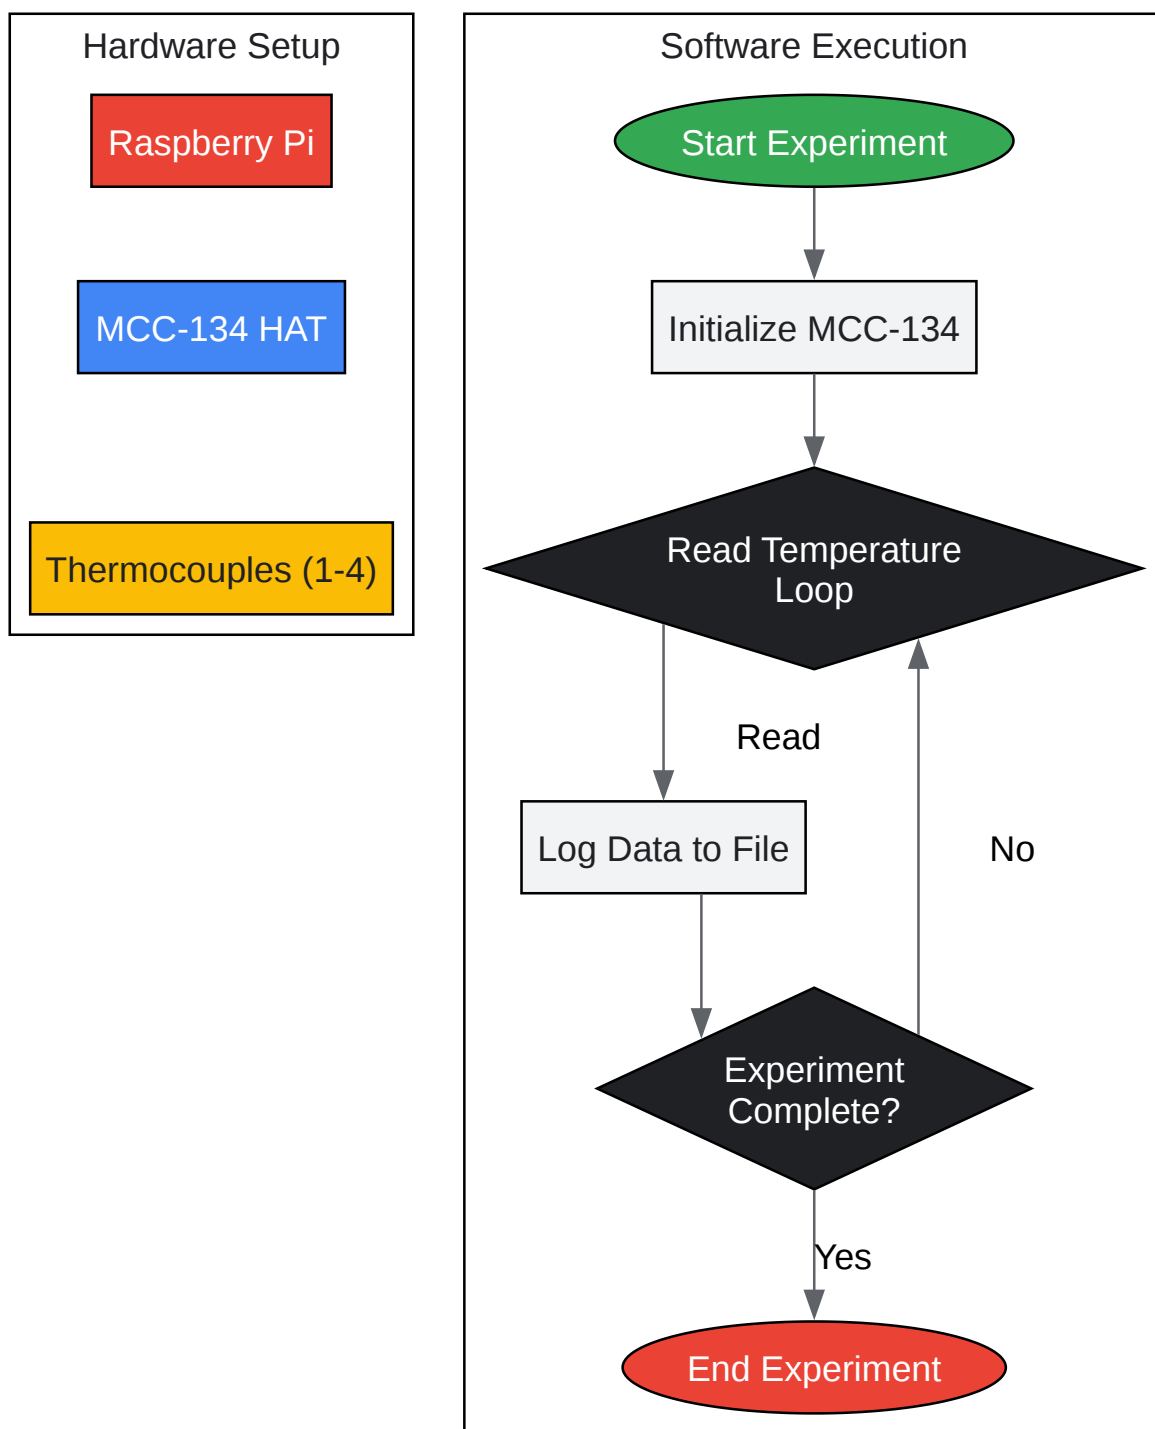 Hardware Setup
Raspberry Pi
MCC-134 HAT
Thermocouples (1-4)
Software Execution
Start Experiment
Initialize MCC-134
Read Temperature
Loop
Read
Log Data to File
No
Experiment
Complete?
Yes
End Experiment